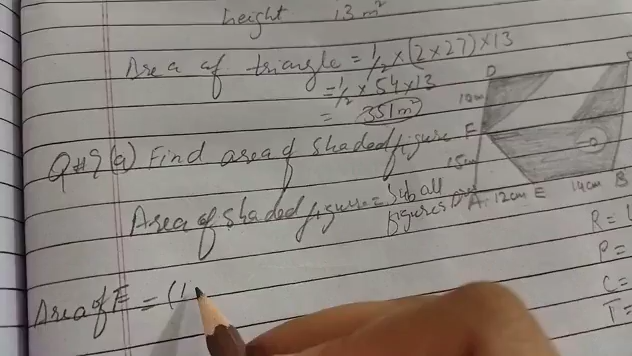 height 13 m²
Area of triangle = 1/2 × (2 × 27) × 13
= 1/2 × 54 × 13
= 351 m²
Q#9 (a) Find area of shaded figure
D
10cm
F
15cm
A 12cm E 14cm B
Area of shaded figure = Sub all
figures
R =
P =
C =
T =
Area of F = (1